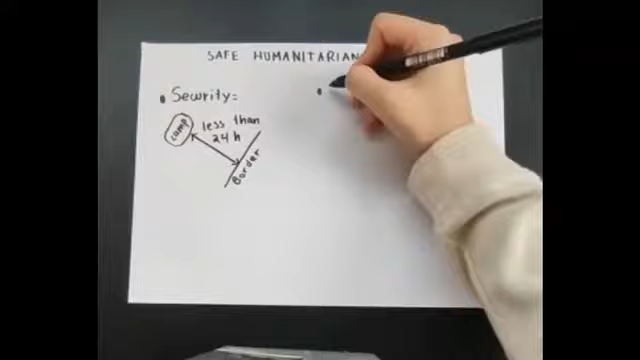 SAFE HUMANITARIAN
• Security:
camp
less than
24 h
Border
•